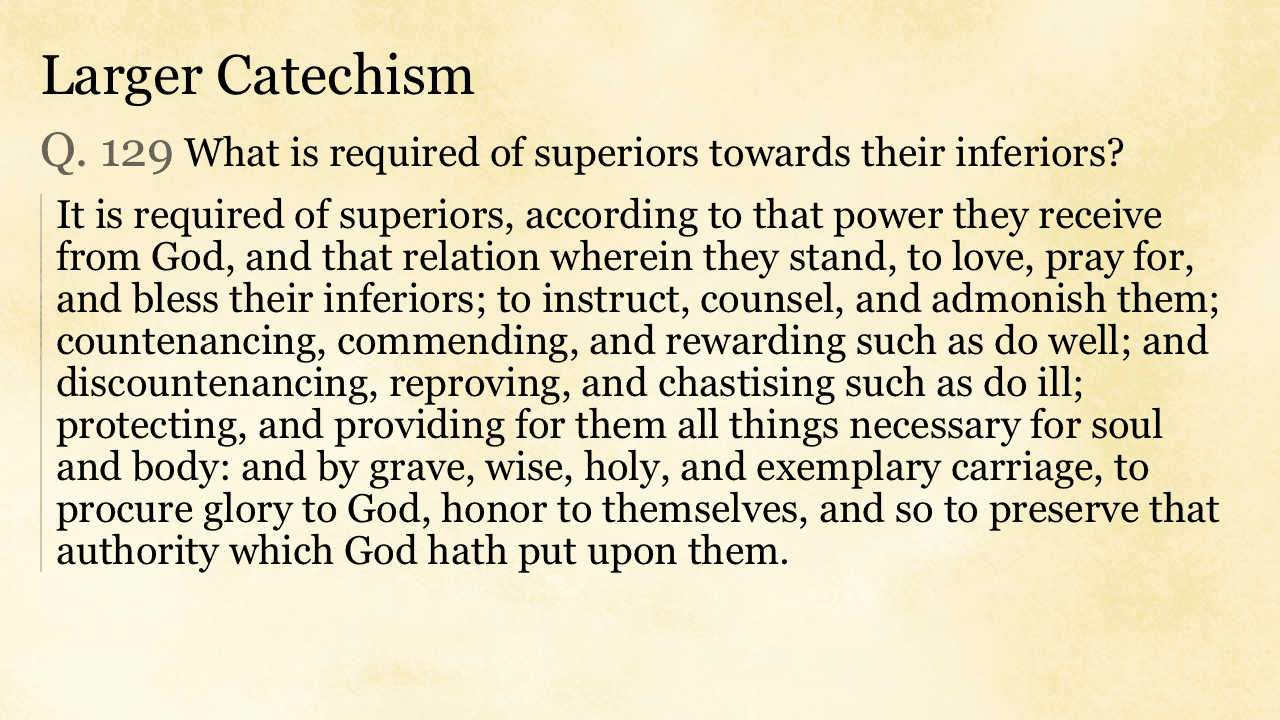 Larger Catechism
Q. 129 What is required of superiors towards their inferiors?
It is required of superiors, according to that power they receive
from God, and that relation wherein they stand, to love, pray for,
and bless their inferiors; to instruct, counsel, and admonish them;
countenancing, commending, and rewarding such as do well; and
discountenancing, reproving, and chastising such as do ill;
protecting, and providing for them all things necessary for soul
and body: and by grave, wise, holy, and exemplary carriage, to
procure glory to God, honor to themselves, and so to preserve that
authority which God hath put upon them.